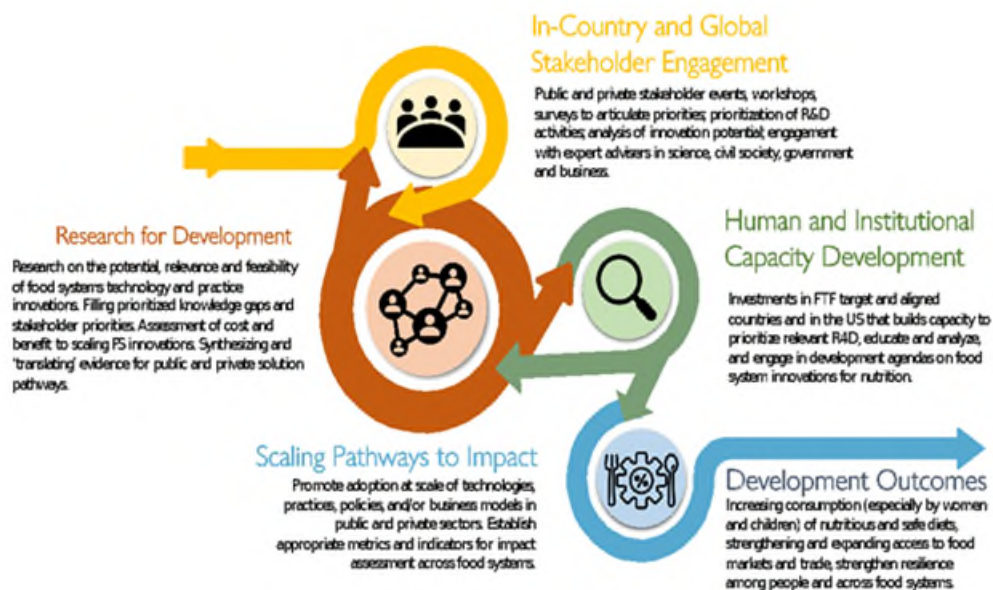 In-Country and Global
Stakeholder Engagement
Public and private stakeholder events, workshops,
surveys to articulate priorities; prioritization of R&D
activities; analysis of innovation potential; engagement
with expert advisers in science, civil society, government
and business.
Research for Development
Research on the potential, relevance and feasibility
of food systems technology and practice
innovations. Filling prioritized knowledge gaps and
stakeholder priorities. Assessment of cost and
benefit to scaling FS innovations. Synthesizing and
'translating' evidence for public and private solution
pathways.
Human and Institutional
Capacity Development
Investments in FTF target and aligned
countries and in the US that builds capacity to
prioritize relevant R4D, educate and analyze,
and engage in development agendas on food
system innovations for nutrition.
Scaling Pathways to Impact
Promote adoption at scale of technologies,
practices, policies, and/or business models in
public and private sectors. Establish
appropriate metrics and indicators for impact
assessment across food systems.
%
Development Outcomes
Increasing consumption (especially by women
and children) of nutritious and safe diets,
strengthening and expanding access to food
markets and trade, strengthen resilience
among people and across food systems.